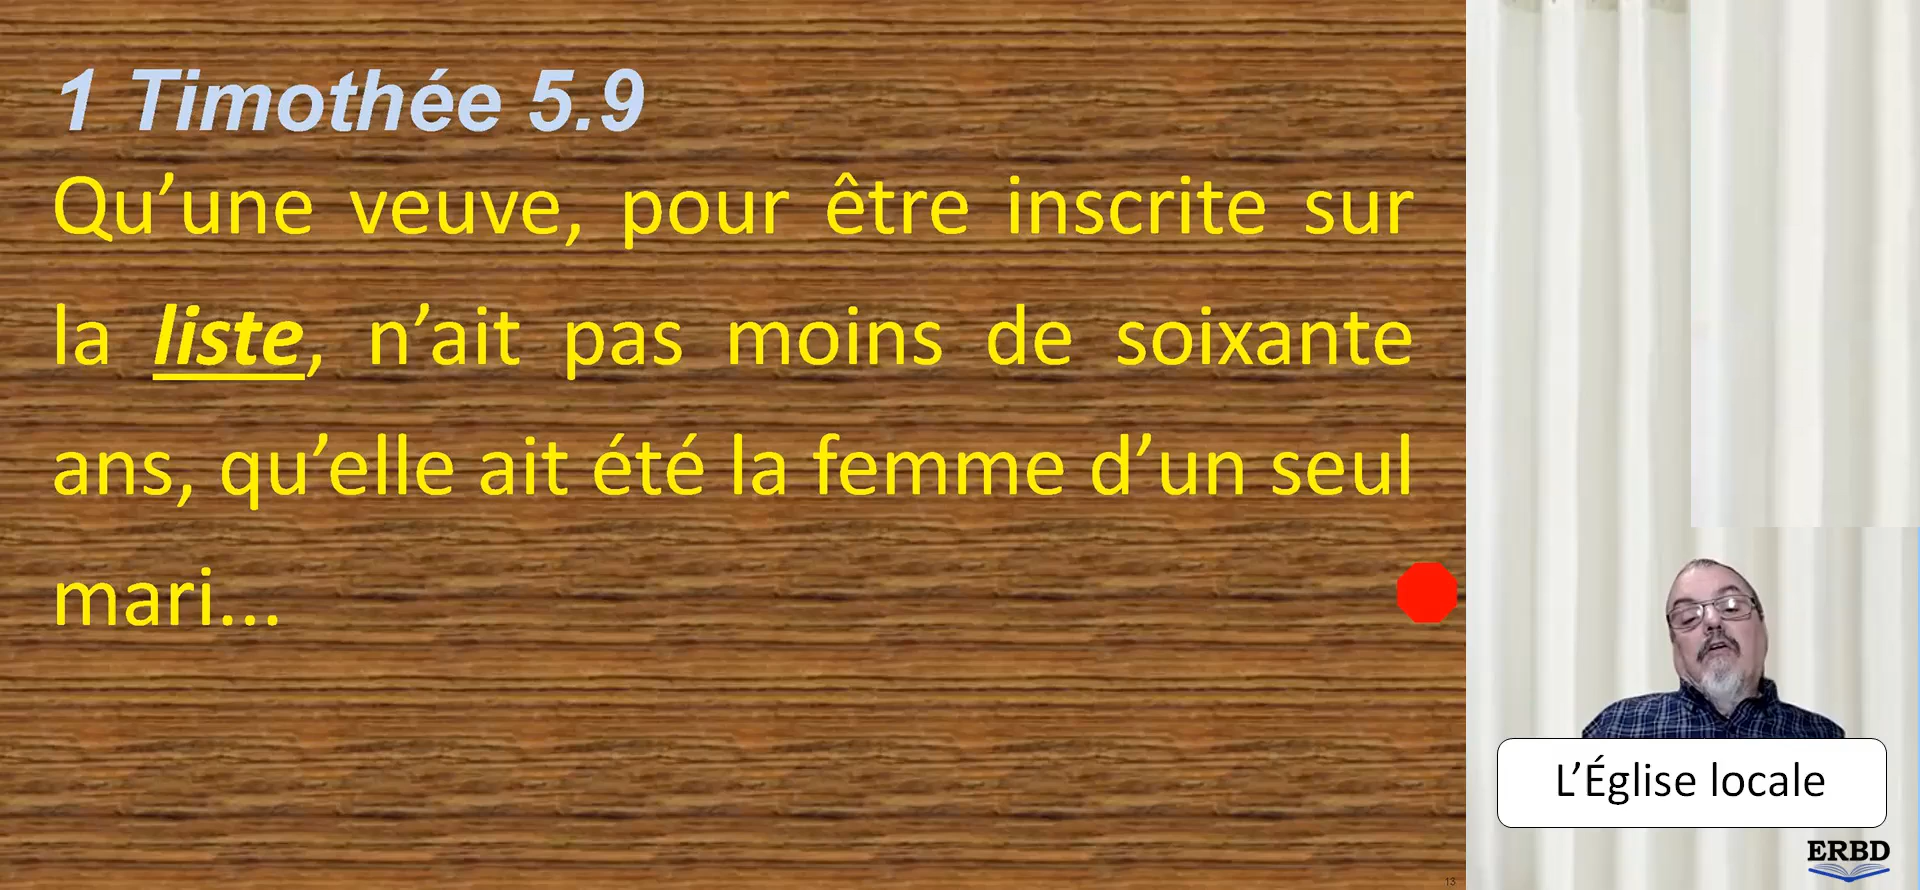 1 Timothée 5.9
Qu’une veuve, pour être inscrite sur
la liste, n’ait pas moins de soixante
ans, qu’elle ait été la femme d’un seul
mari...
L’Église locale
ERBD
13